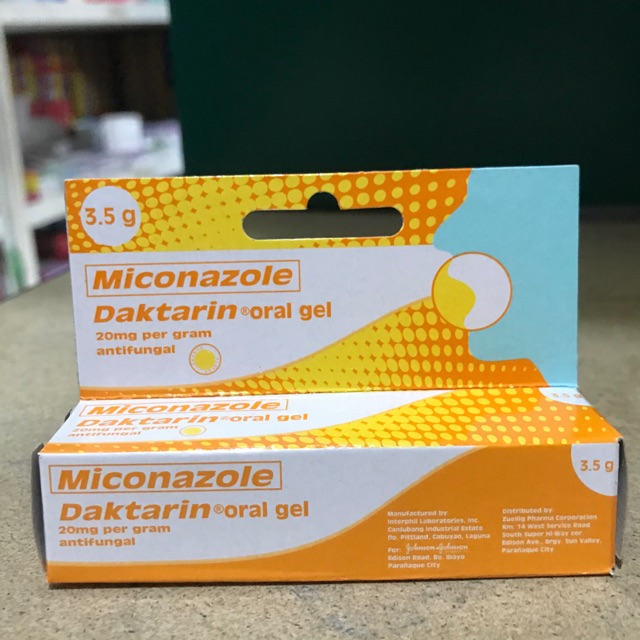 3.5 g
Miconazole
Daktarin® oral gel
20mg per gram
antifungal
3.5 g
Miconazole
Daktarin® oral gel
20mg per gram
antifungal
3.5 g
Miconazole
Daktarin® oral gel
20mg per gram
antifungal
Manufactured by
Interphil Laboratories, Inc.
Canlubang Industrial Estate
Bo. Pittland, Cabuyao, Laguna
For: Johnson & Johnson
Edison Road, Bo. Ibayo
Parañaque City
Distributed by
Zuellig Pharma Corporation
Km. 14 West Service Road
South Super Hi-Way cor
Edison Ave., Brgy. Sun Valley,
Parañaque City